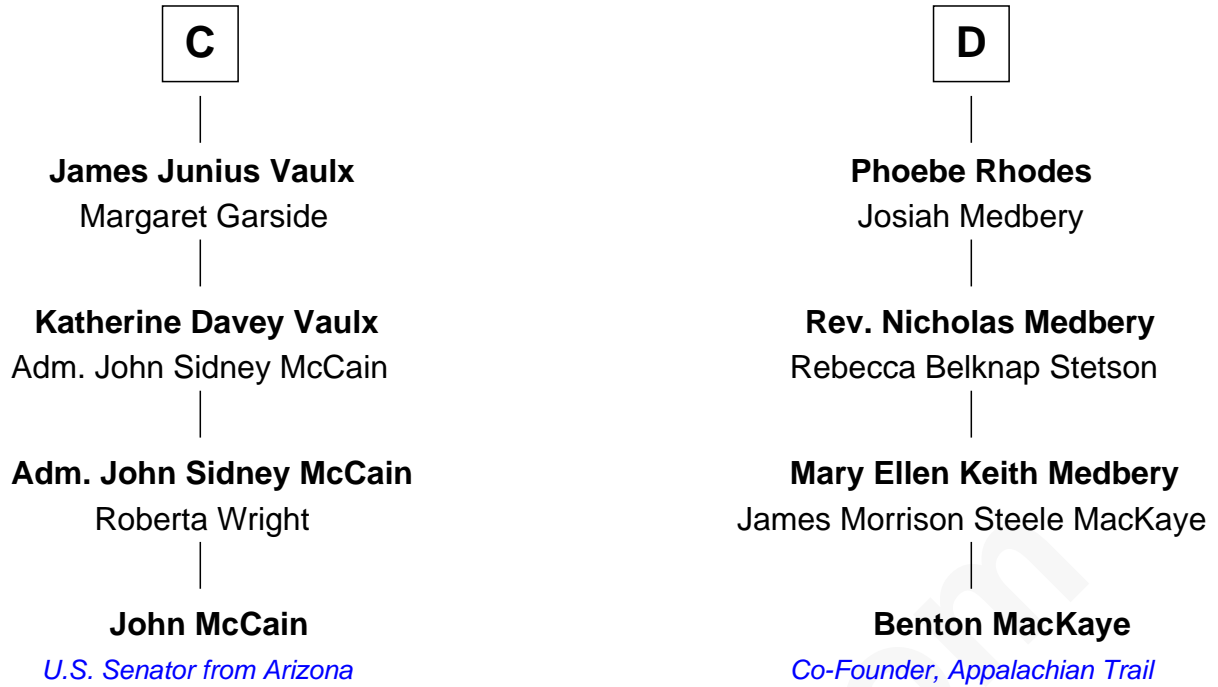 C
James Junius Vaulx
Margaret Garside
Katherine Davey Vaulx
Adm. John Sidney McCain
Adm. John Sidney McCain
Roberta Wright
John McCain
U.S. Senator from Arizona
D
Phoebe Rhodes
Josiah Medbery
Rev. Nicholas Medbery
Rebecca Belknap Stetson
Mary Ellen Keith Medbery
James Morrison Steele MacKaye
Benton MacKaye
Co-Founder, Appalachian Trail